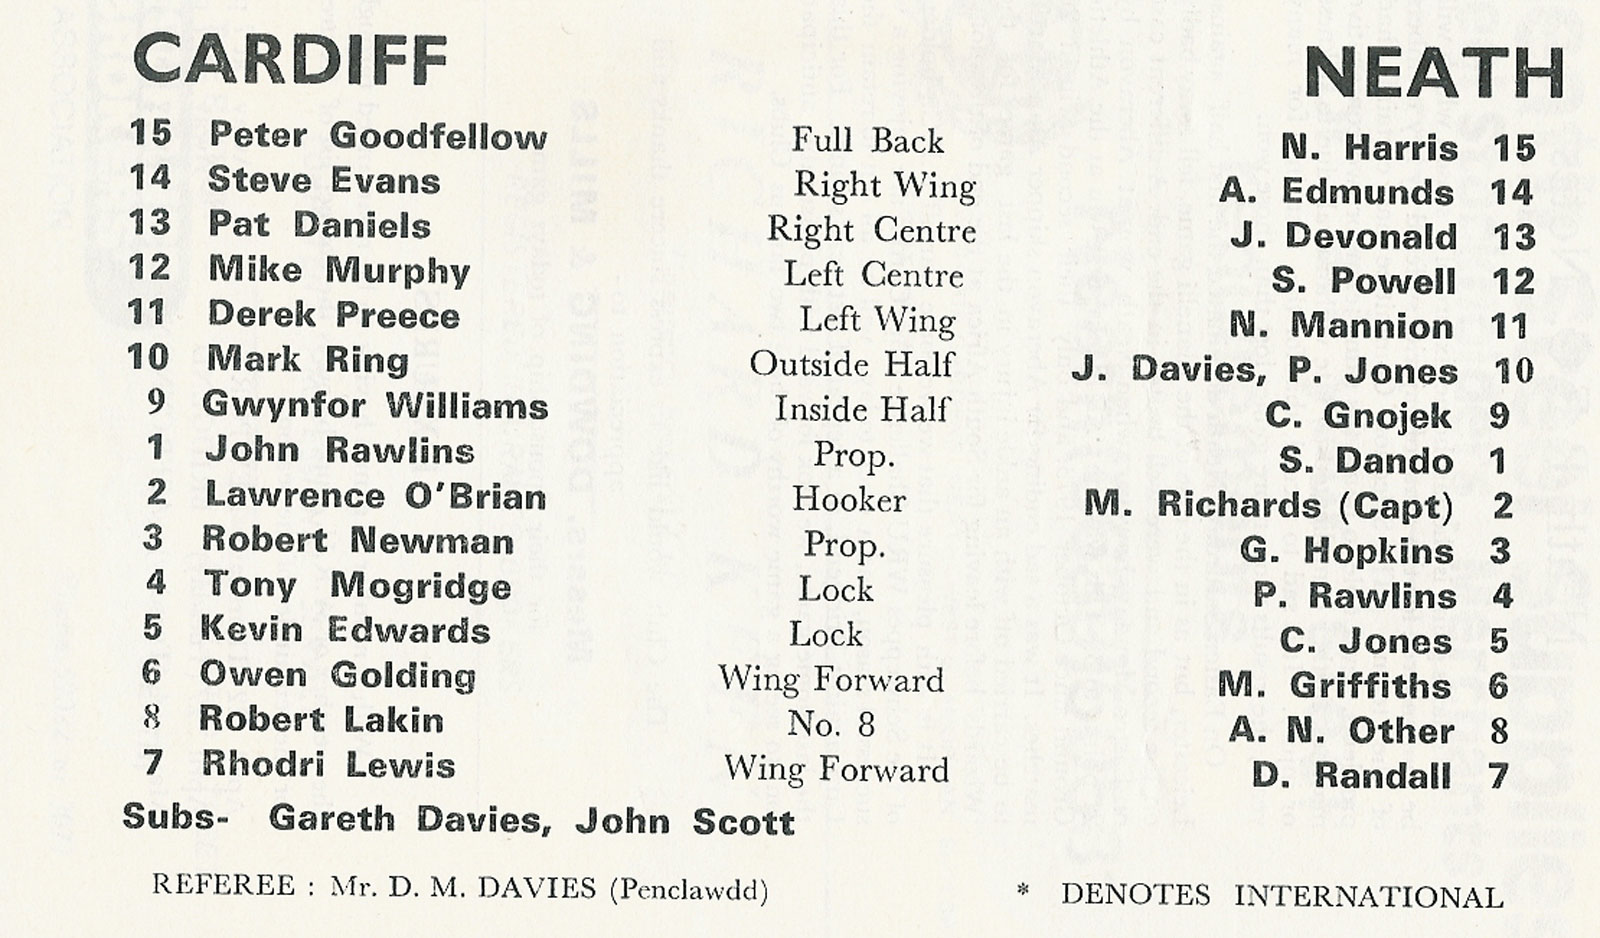 CARDIFF NEATH
15 Peter Goodfellow Full Back N. Harris 15
14 Steve Evans Right Wing A. Edmunds 14
13 Pat Daniels Right Centre J. Devonald 13
12 Mike Murphy Left Centre S. Powell 12
11 Derek Preece Left Wing N. Mannion 11
10 Mark Ring Outside Half J. Davies, P. Jones 10
9 Gwynfor Williams Inside Half C. Gnojek 9
1 John Rawlins Prop. S. Dando 1
2 Lawrence O'Brian Hooker M. Richards (Capt) 2
3 Robert Newman Prop. G. Hopkins 3
4 Tony Mogridge Lock P. Rawlins 4
5 Kevin Edwards Lock C. Jones 5
6 Owen Golding Wing Forward M. Griffiths 6
8 Robert Lakin No. 8 A. N. Other 8
7 Rhodri Lewis Wing Forward D. Randall 7
Subs- Gareth Davies, John Scott
REFEREE : Mr. D. M. DAVIES (Penclawdd) * DENOTES INTERNATIONAL